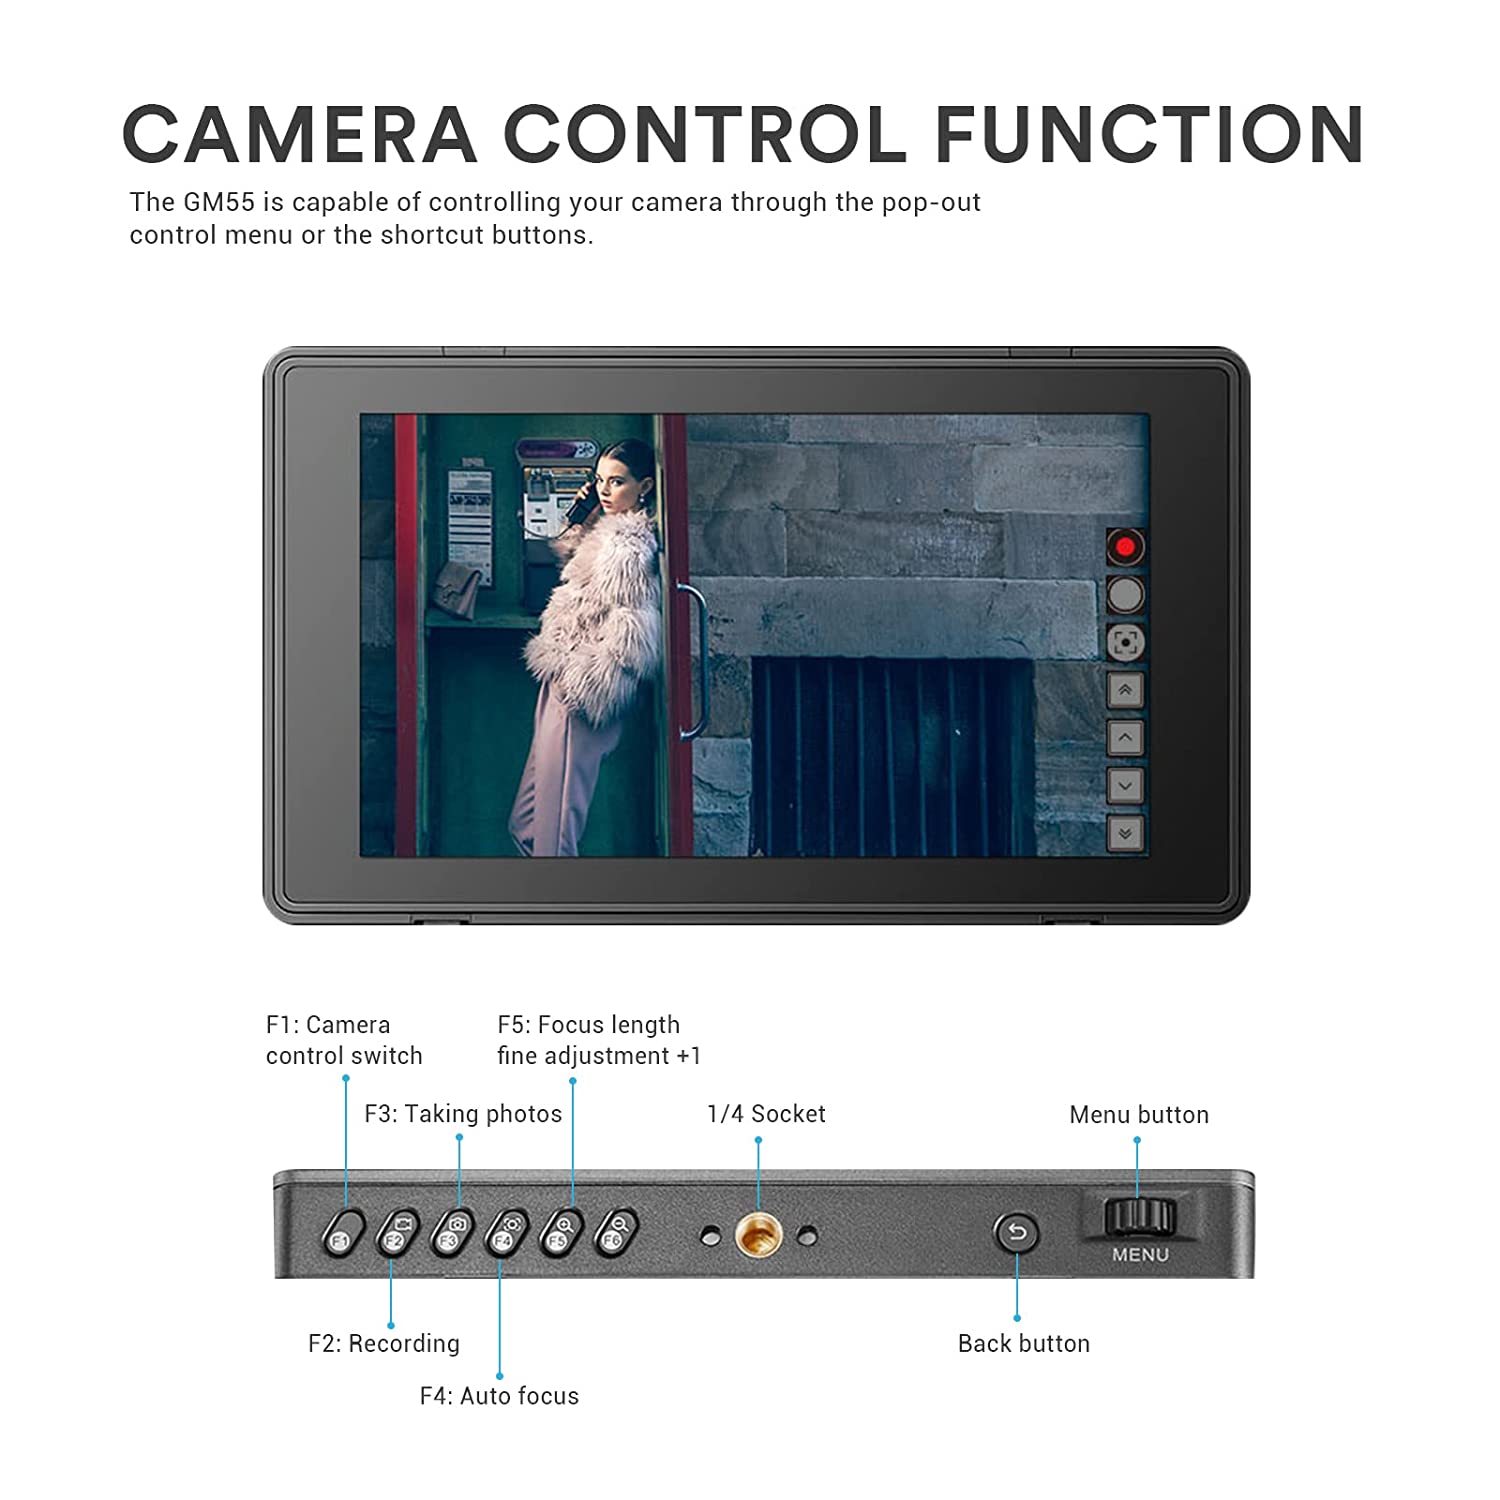 CAMERA CONTROL FUNCTION
The GM55 is capable of controlling your camera through the pop-out
control menu or the shortcut buttons.
F1: Camera
control switch
F5: Focus length
fine adjustment +1
F3: Taking photos
1/4 Socket
Menu button
F1
F2
F3
F4
F5
F6
MENU
F2: Recording
Back button
F4: Auto focus